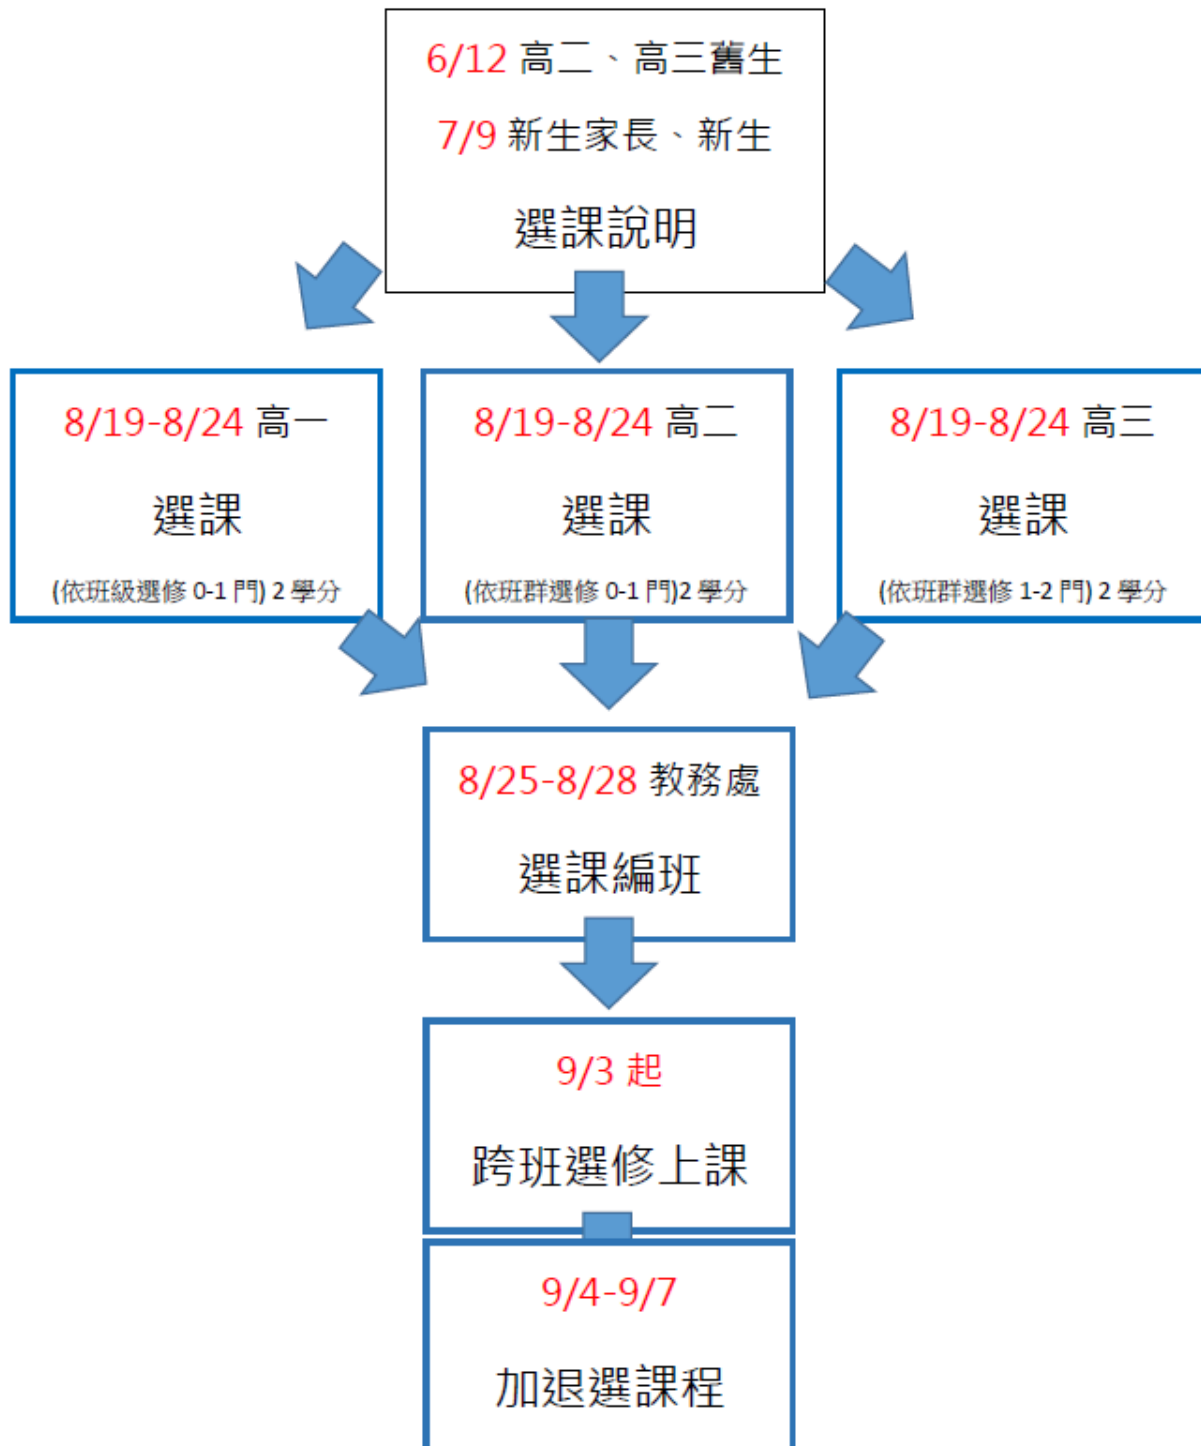 6/12 高二、高三舊生
7/9 新生家長、新生
選課說明
8/19-8/24 高一
選課
(依班級選修 0-1 門) 2 學分
8/19-8/24 高二
選課
(依班群選修 0-1 門)2 學分
8/19-8/24 高三
選課
(依班群選修 1-2 門) 2 學分
8/25-8/28 教務處
選課編班
9/3 起
跨班選修上課
9/4-9/7
加退選課程